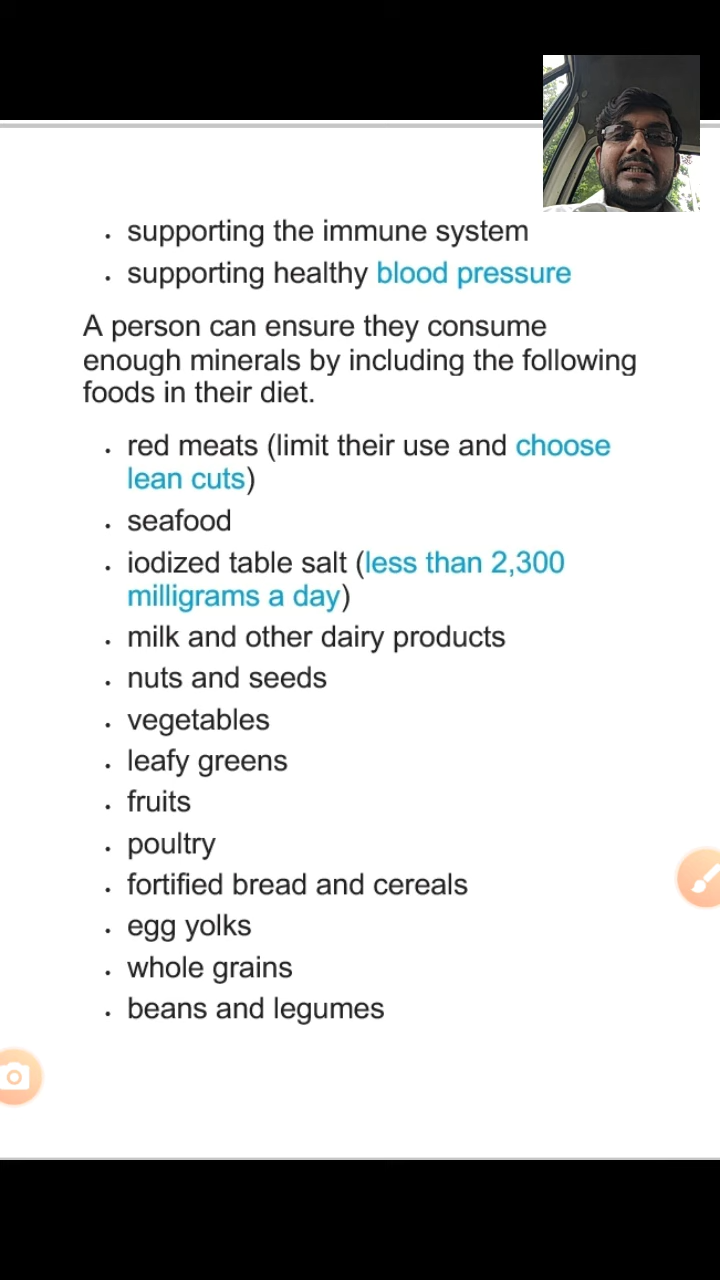 • supporting the immune system
• supporting healthy blood pressure
A person can ensure they consume
enough minerals by including the following
foods in their diet.
• red meats (limit their use and choose
lean cuts)
• seafood
• iodized table salt (less than 2,300
milligrams a day)
• milk and other dairy products
• nuts and seeds
• vegetables
• leafy greens
• fruits
• poultry
• fortified bread and cereals
• egg yolks
• whole grains
• beans and legumes